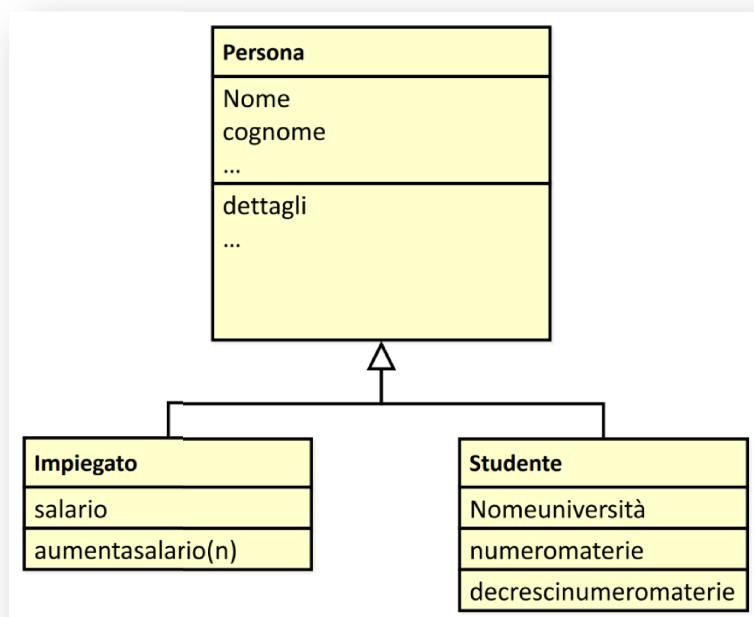 Persona
Nome
cognome
...
dettagli
...
Impiegato
salario
aumentasalario(n)
Studente
Nomeuniversità
numeromaterie
decrescinumeromaterie